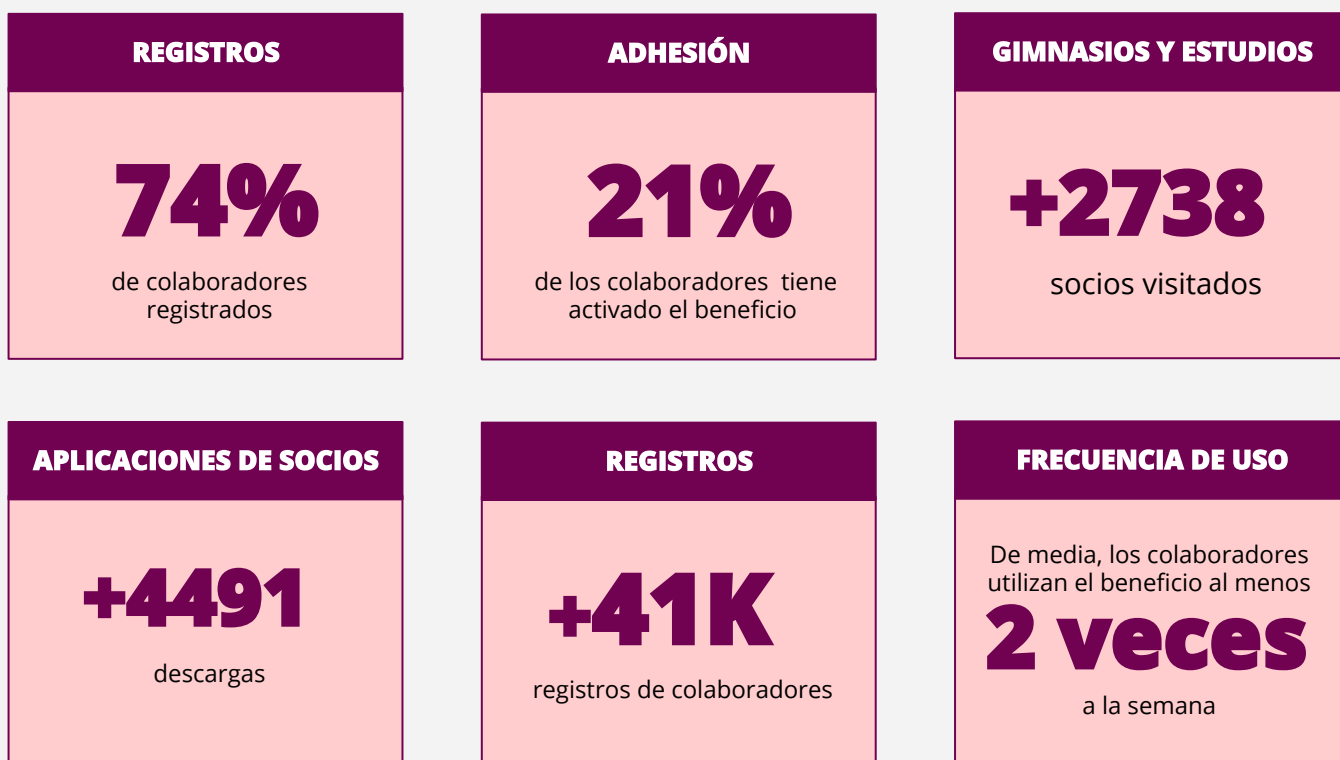 REGISTROS
74%
de colaboradores
registrados
ADHESIÓN
21%
de los colaboradores  tiene
activado el beneficio
GIMNASIOS Y ESTUDIOS
+2738
socios visitados
APLICACIONES DE SOCIOS
+4491
descargas
REGISTROS
+41K
registros de colaboradores
FRECUENCIA DE USO
De media, los colaboradores
utilizan el beneficio al menos
2 veces
a la semana